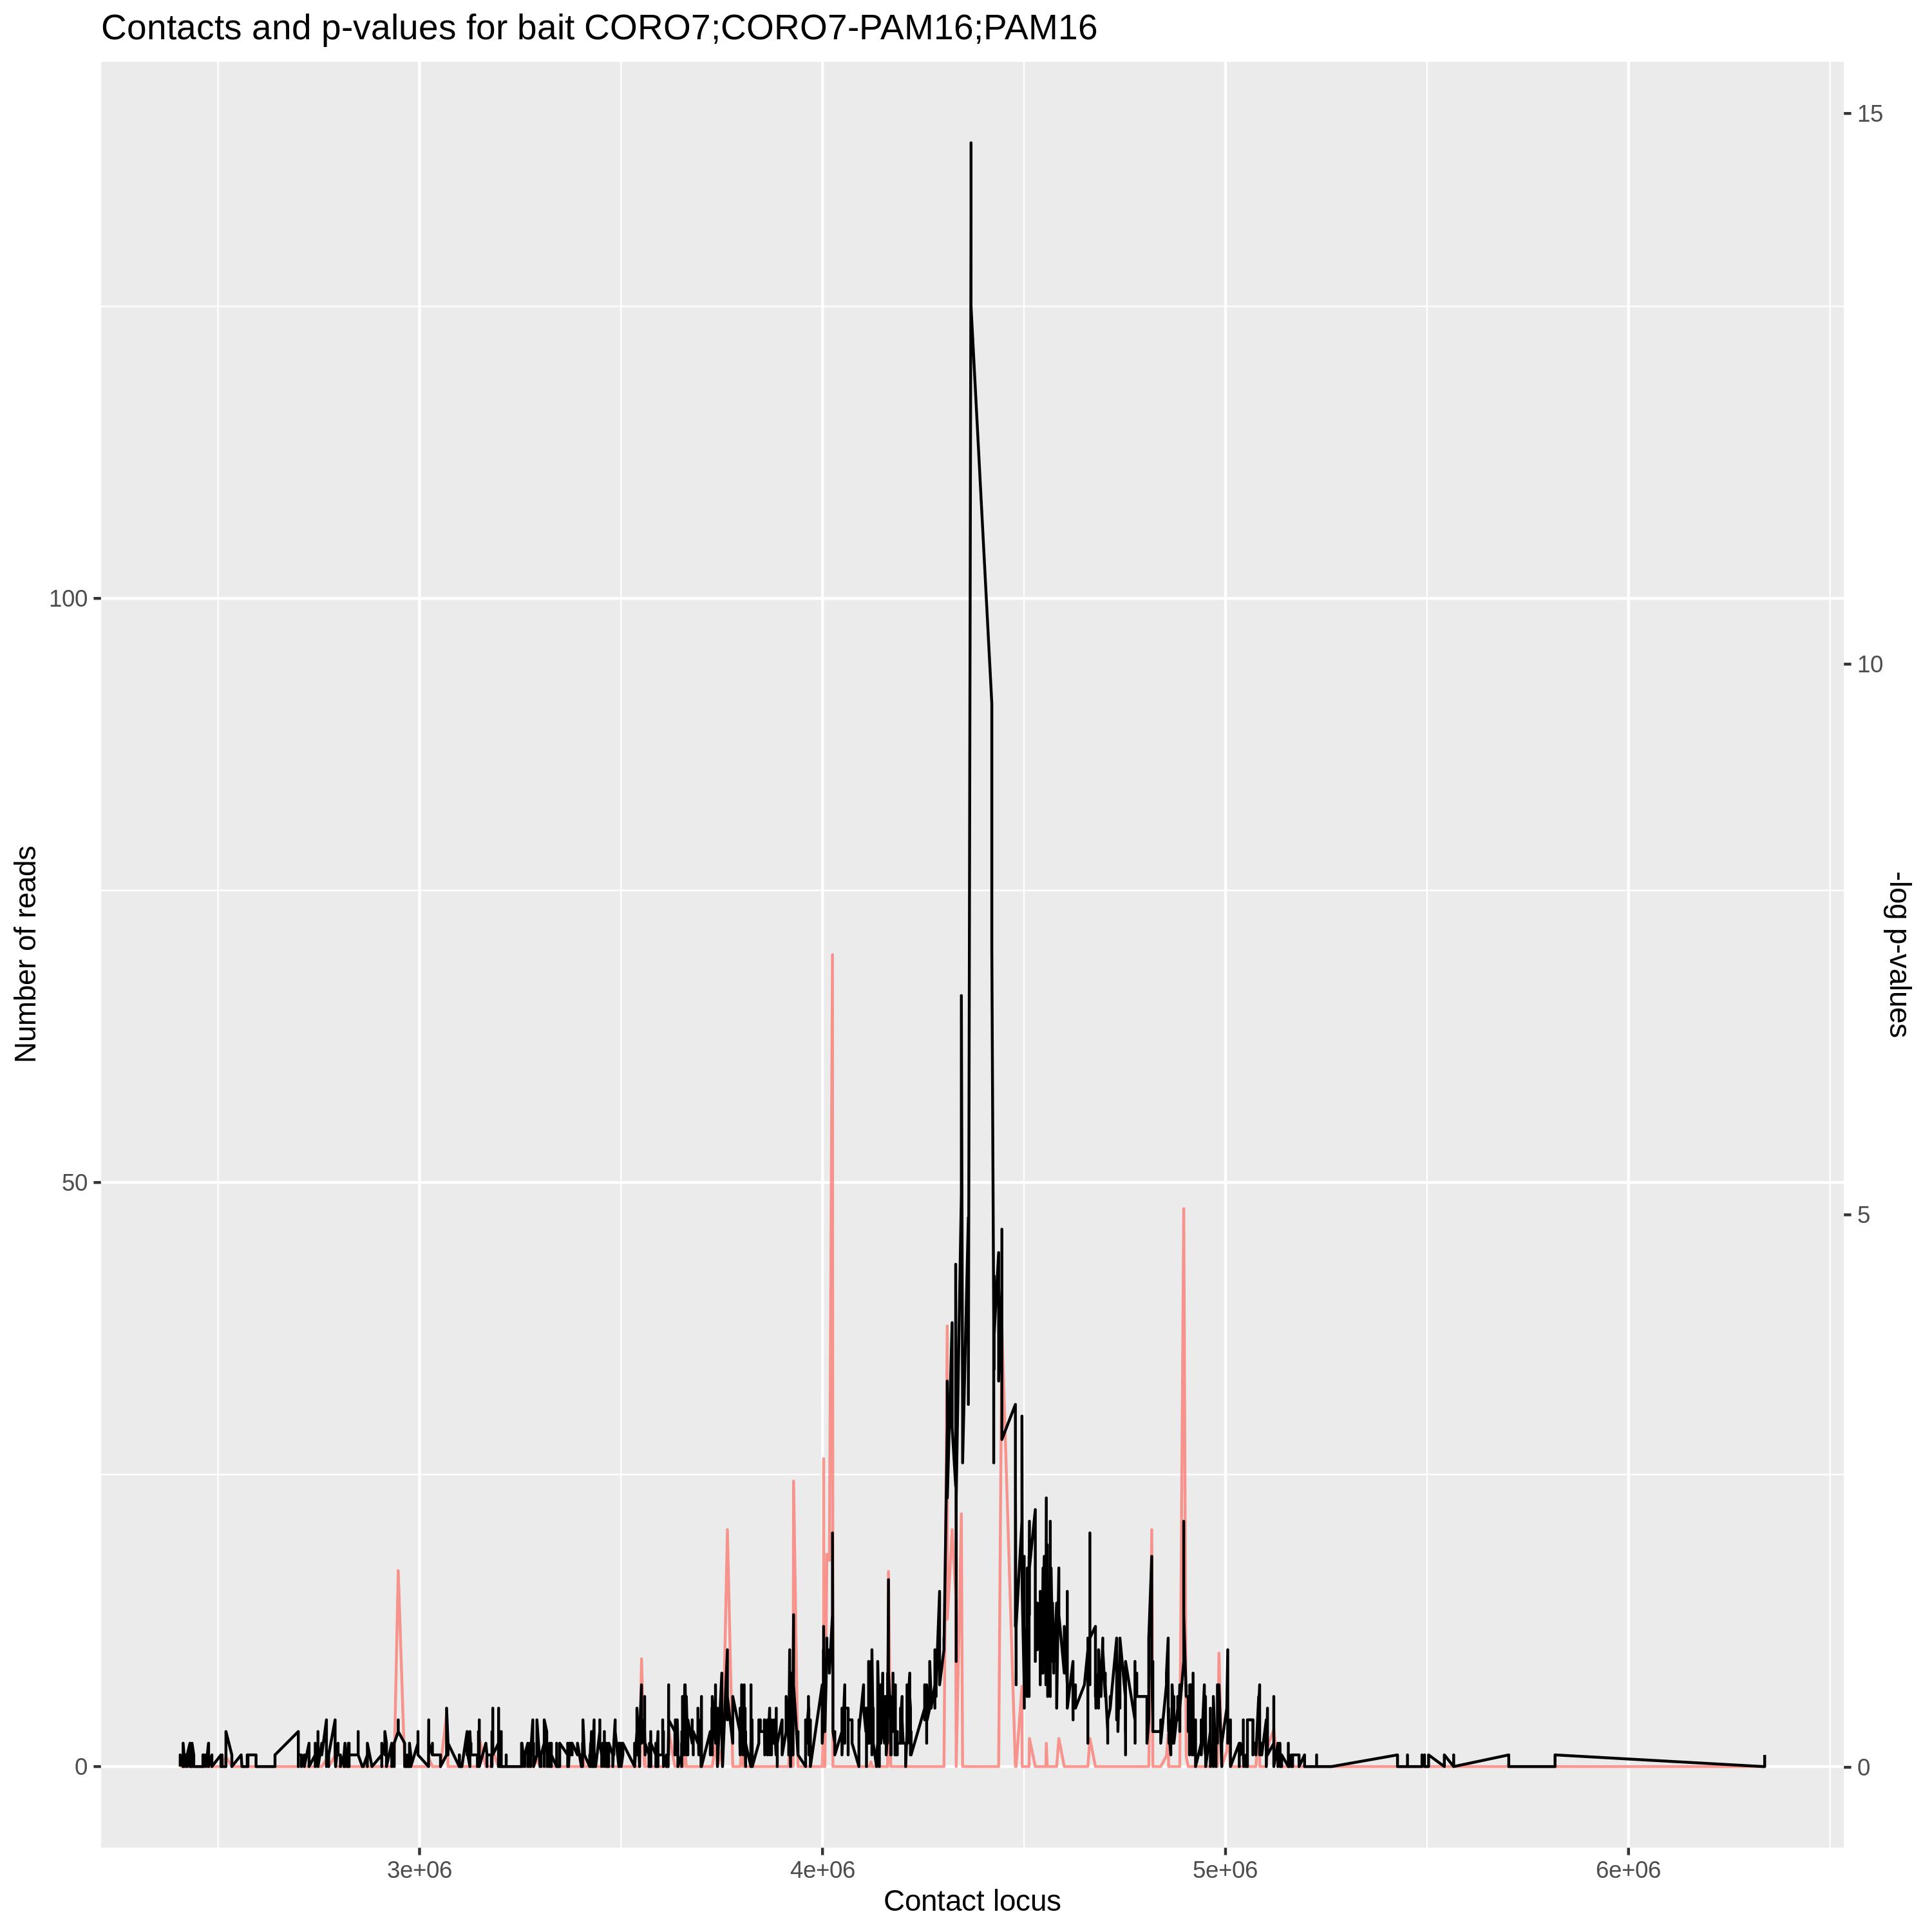 Contacts and p-values for bait CORO7;CORO7-PAM16;PAM16
15
100
10
Number of reads
-log p-values
50
5
0
0
3e+06
4e+06
5e+06
6e+06
Contact locus